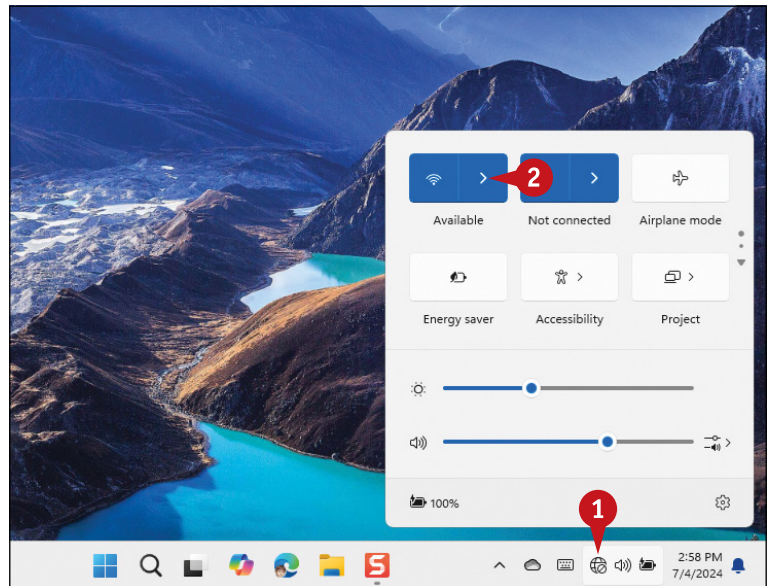 2
Available Not connected Airplane mode
Energy saver Accessibility Project
100%
1
2:58 PM
7/4/2024